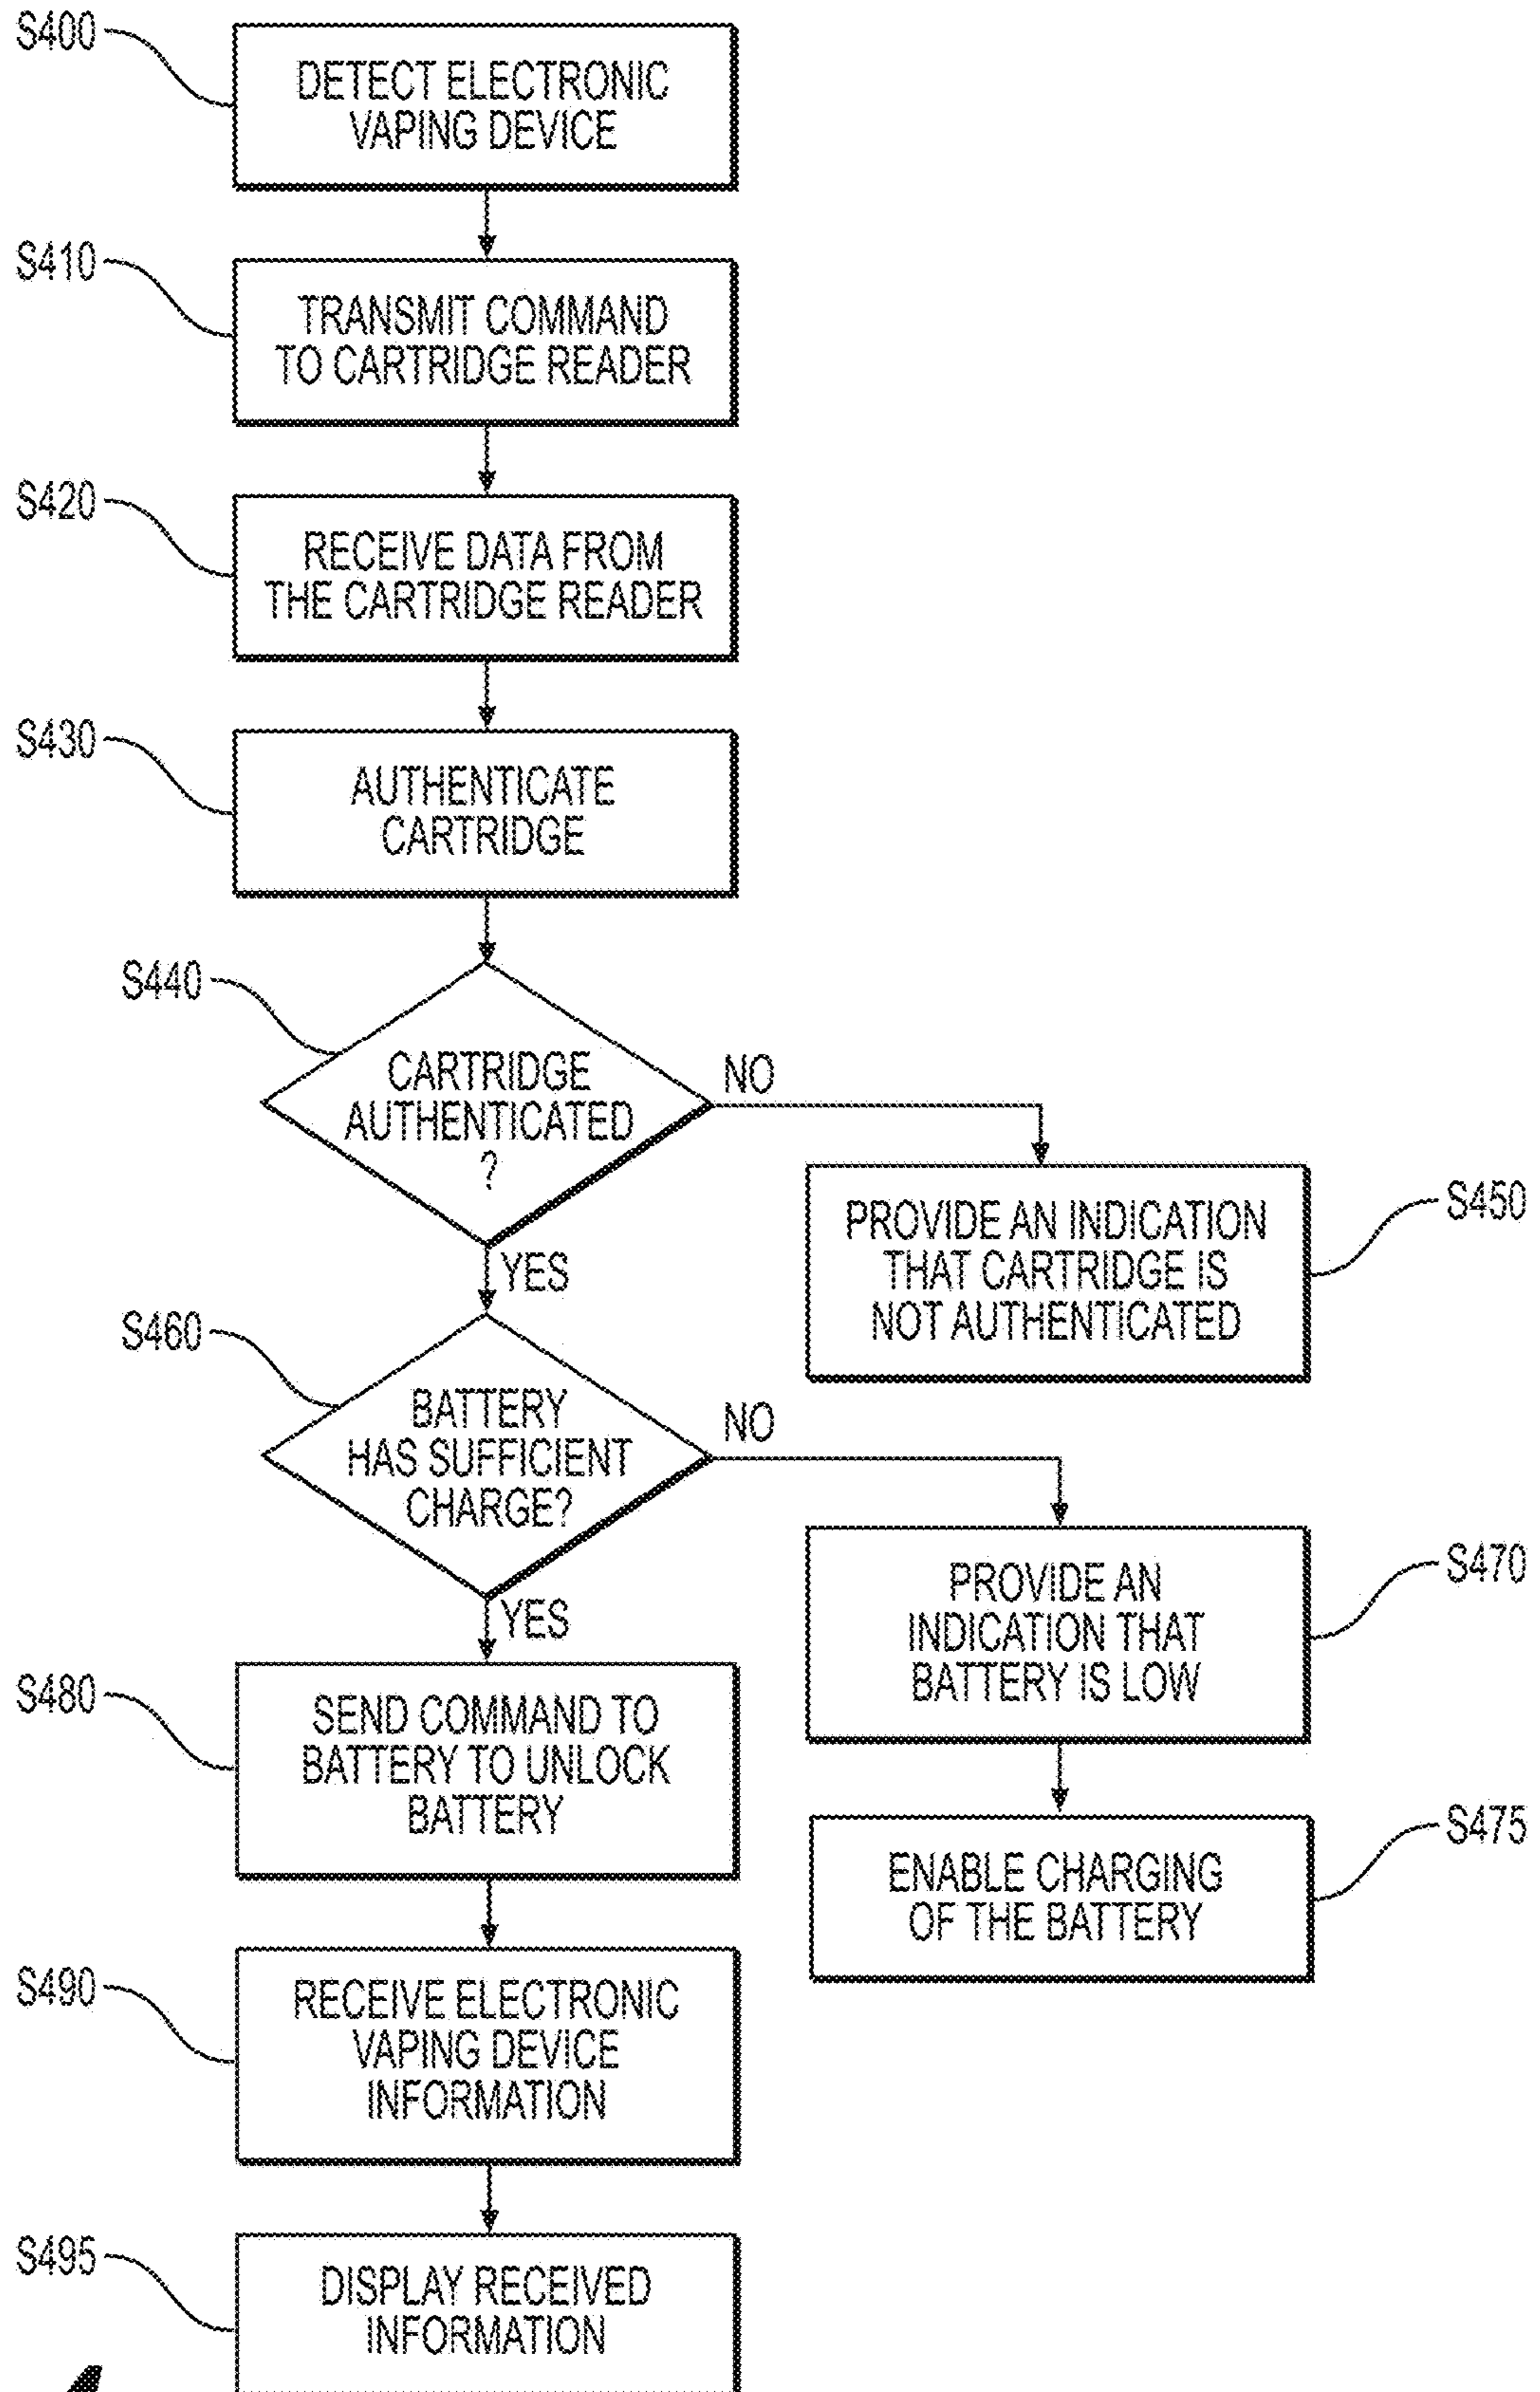 S400
DETECT ELECTRONIC
VAPING DEVICE
S410
TRANSMIT COMMAND
TO CARTRIDGE READER
S420
RECEIVE DATA FROM
THE CARTRIDGE READER
S430
AUTHENTICATE
CARTRIDGE
S440
CARTRIDGE
AUTHENTICATED
?
NO
YES
PROVIDE AN INDICATION
THAT CARTRIDGE IS
NOT AUTHENTICATED
S450
S460
BATTERY
HAS SUFFICIENT
CHARGE?
NO
YES
PROVIDE AN
INDICATION THAT
BATTERY IS LOW
S470
S480
SEND COMMAND TO
BATTERY TO UNLOCK
BATTERY
ENABLE CHARGING
OF THE BATTERY
S475
S490
RECEIVE ELECTRONIC
VAPING DEVICE
INFORMATION
S495
DISPLAY RECEIVED
INFORMATION